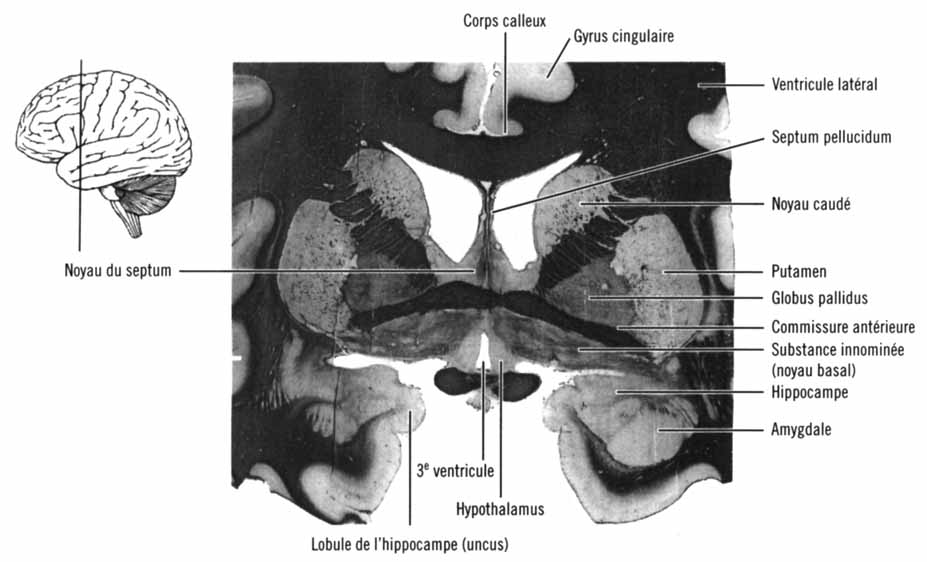 Corps calleux
Gyrus cingulaire
Ventricule latéral
Septum pellucidum
Noyau caudé
Noyau du septum
Putamen
Globus pallidus
Commissure antérieure
Substance innominée
(noyau basal)
Hippocampe
Amygdale
3e ventricule
Hypothalamus
Lobule de l'hippocampe (uncus)